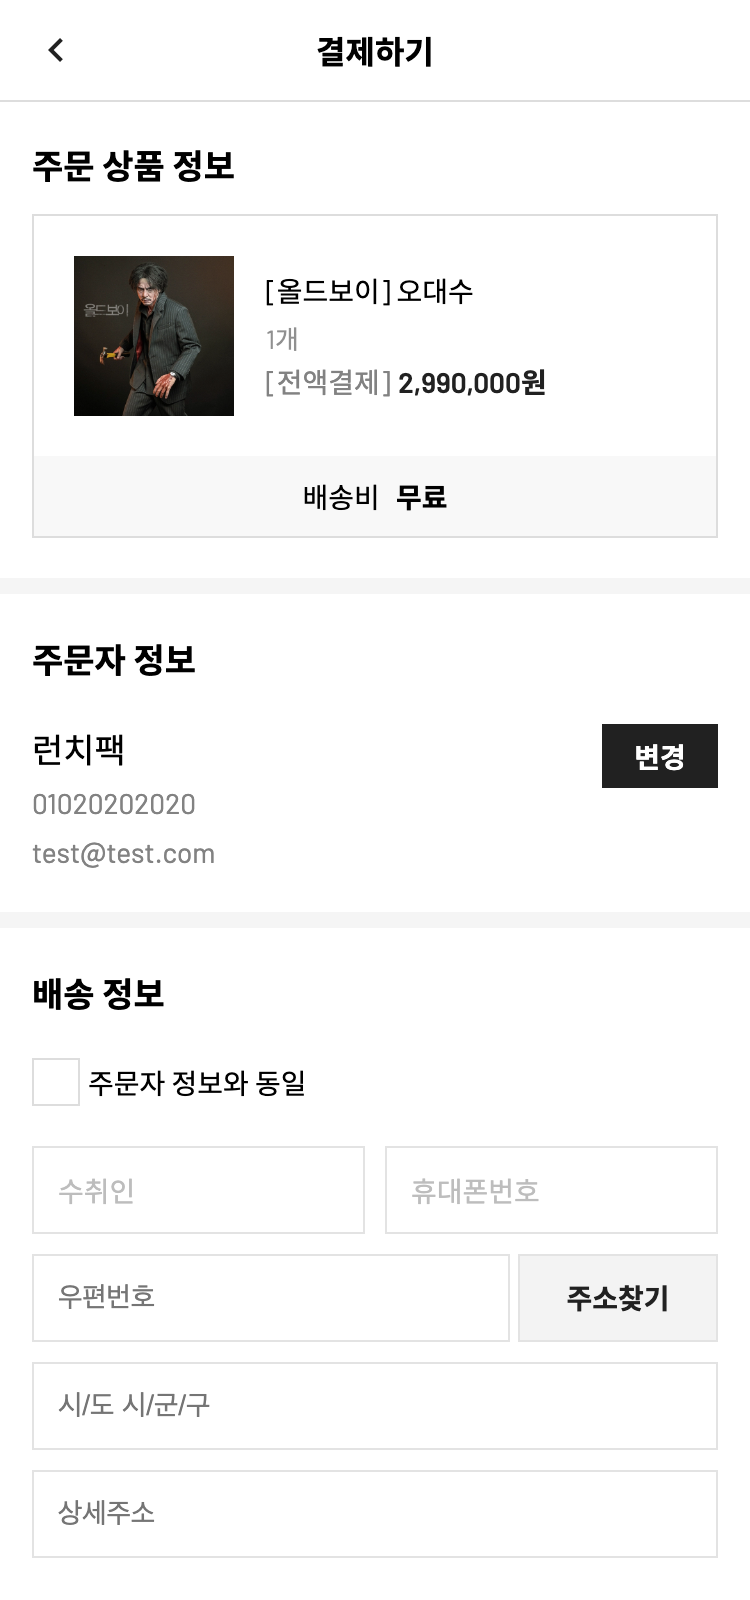 결제하기
주문 상품 정보
올드보이
[올드보이] 오대수
1개
[전액결제] 2,990,000원
배송비 무료
주문자 정보
런치팩
변경
01020202020
test@test.com
배송 정보
주문자 정보와 동일
수취인
휴대폰번호
우편번호
주소찾기
시/도 시/군/구
상세주소